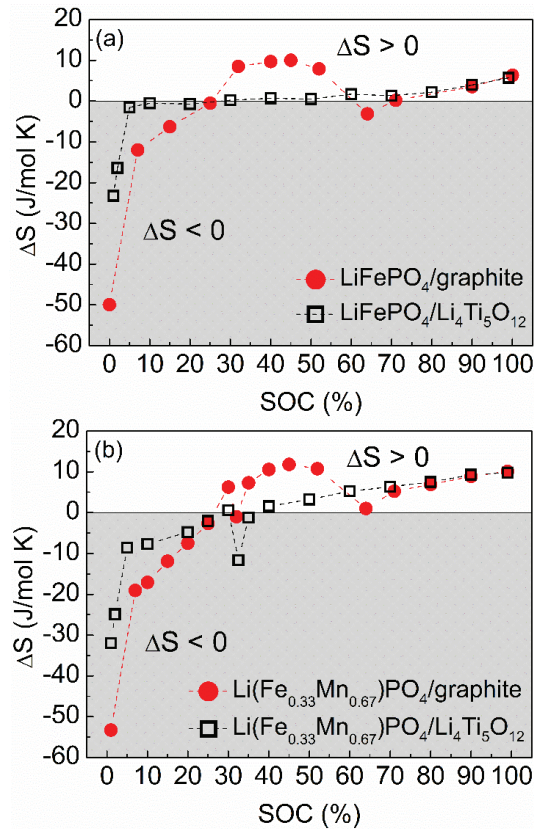 (a)
ΔS > 0
ΔS < 0
LiFePO4/graphite
LiFePO4/Li4Ti5O12
20
10
0
-10
-20
-30
-40
-50
-60
ΔS (J/mol K)
0 10 20 30 40 50 60 70 80 90 100
SOC (%)
(b)
ΔS > 0
ΔS < 0
Li(Fe0.33Mn0.67)PO4/graphite
Li(Fe0.33Mn0.67)PO4/Li4Ti5O12
20
10
0
-10
-20
-30
-40
-50
-60
ΔS (J/mol K)
0 10 20 30 40 50 60 70 80 90 100
SOC (%)